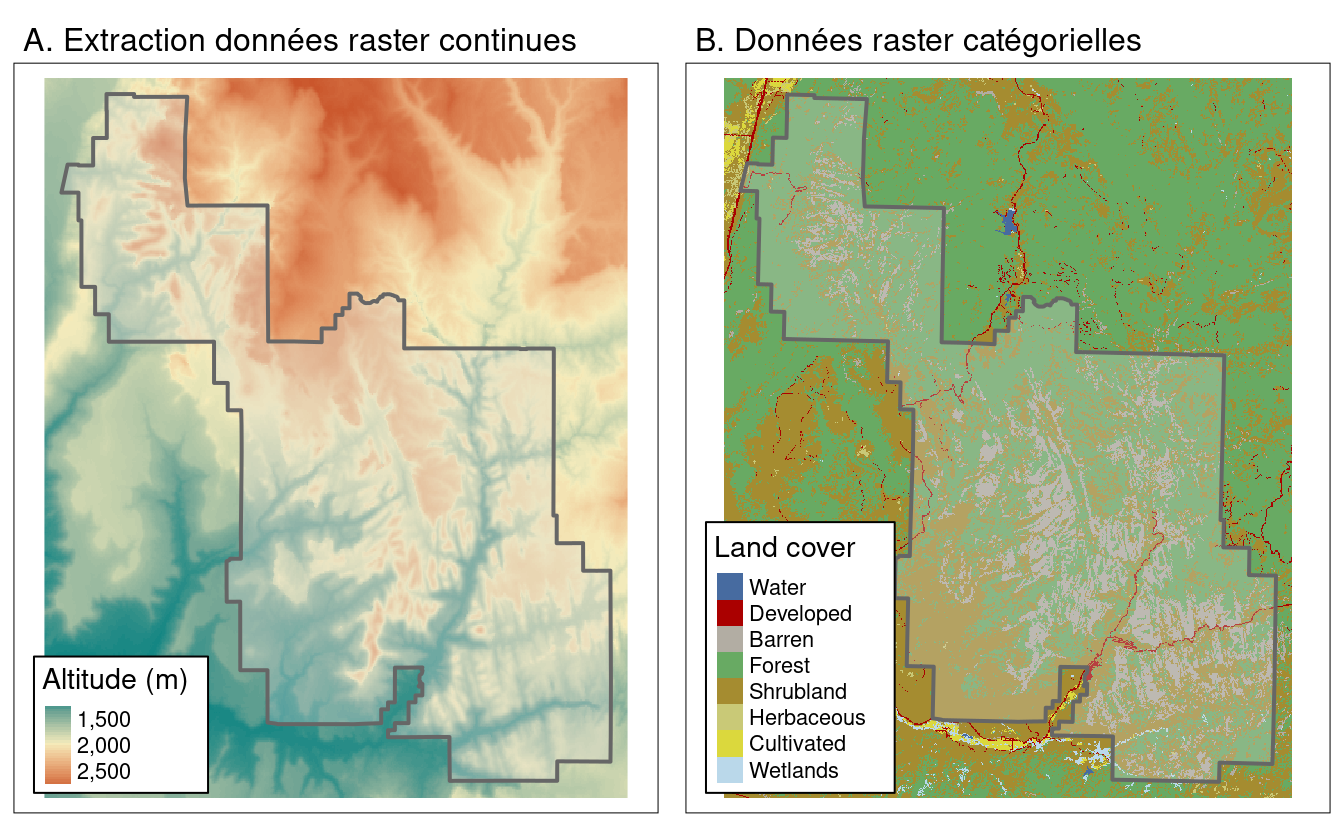 A. Extraction données raster continues
Altitude (m)
1,500
2,000
2,500
B. Données raster catégorielles
Land cover
Water
Developed
Barren
Forest
Shrubland
Herbaceous
Cultivated
Wetlands